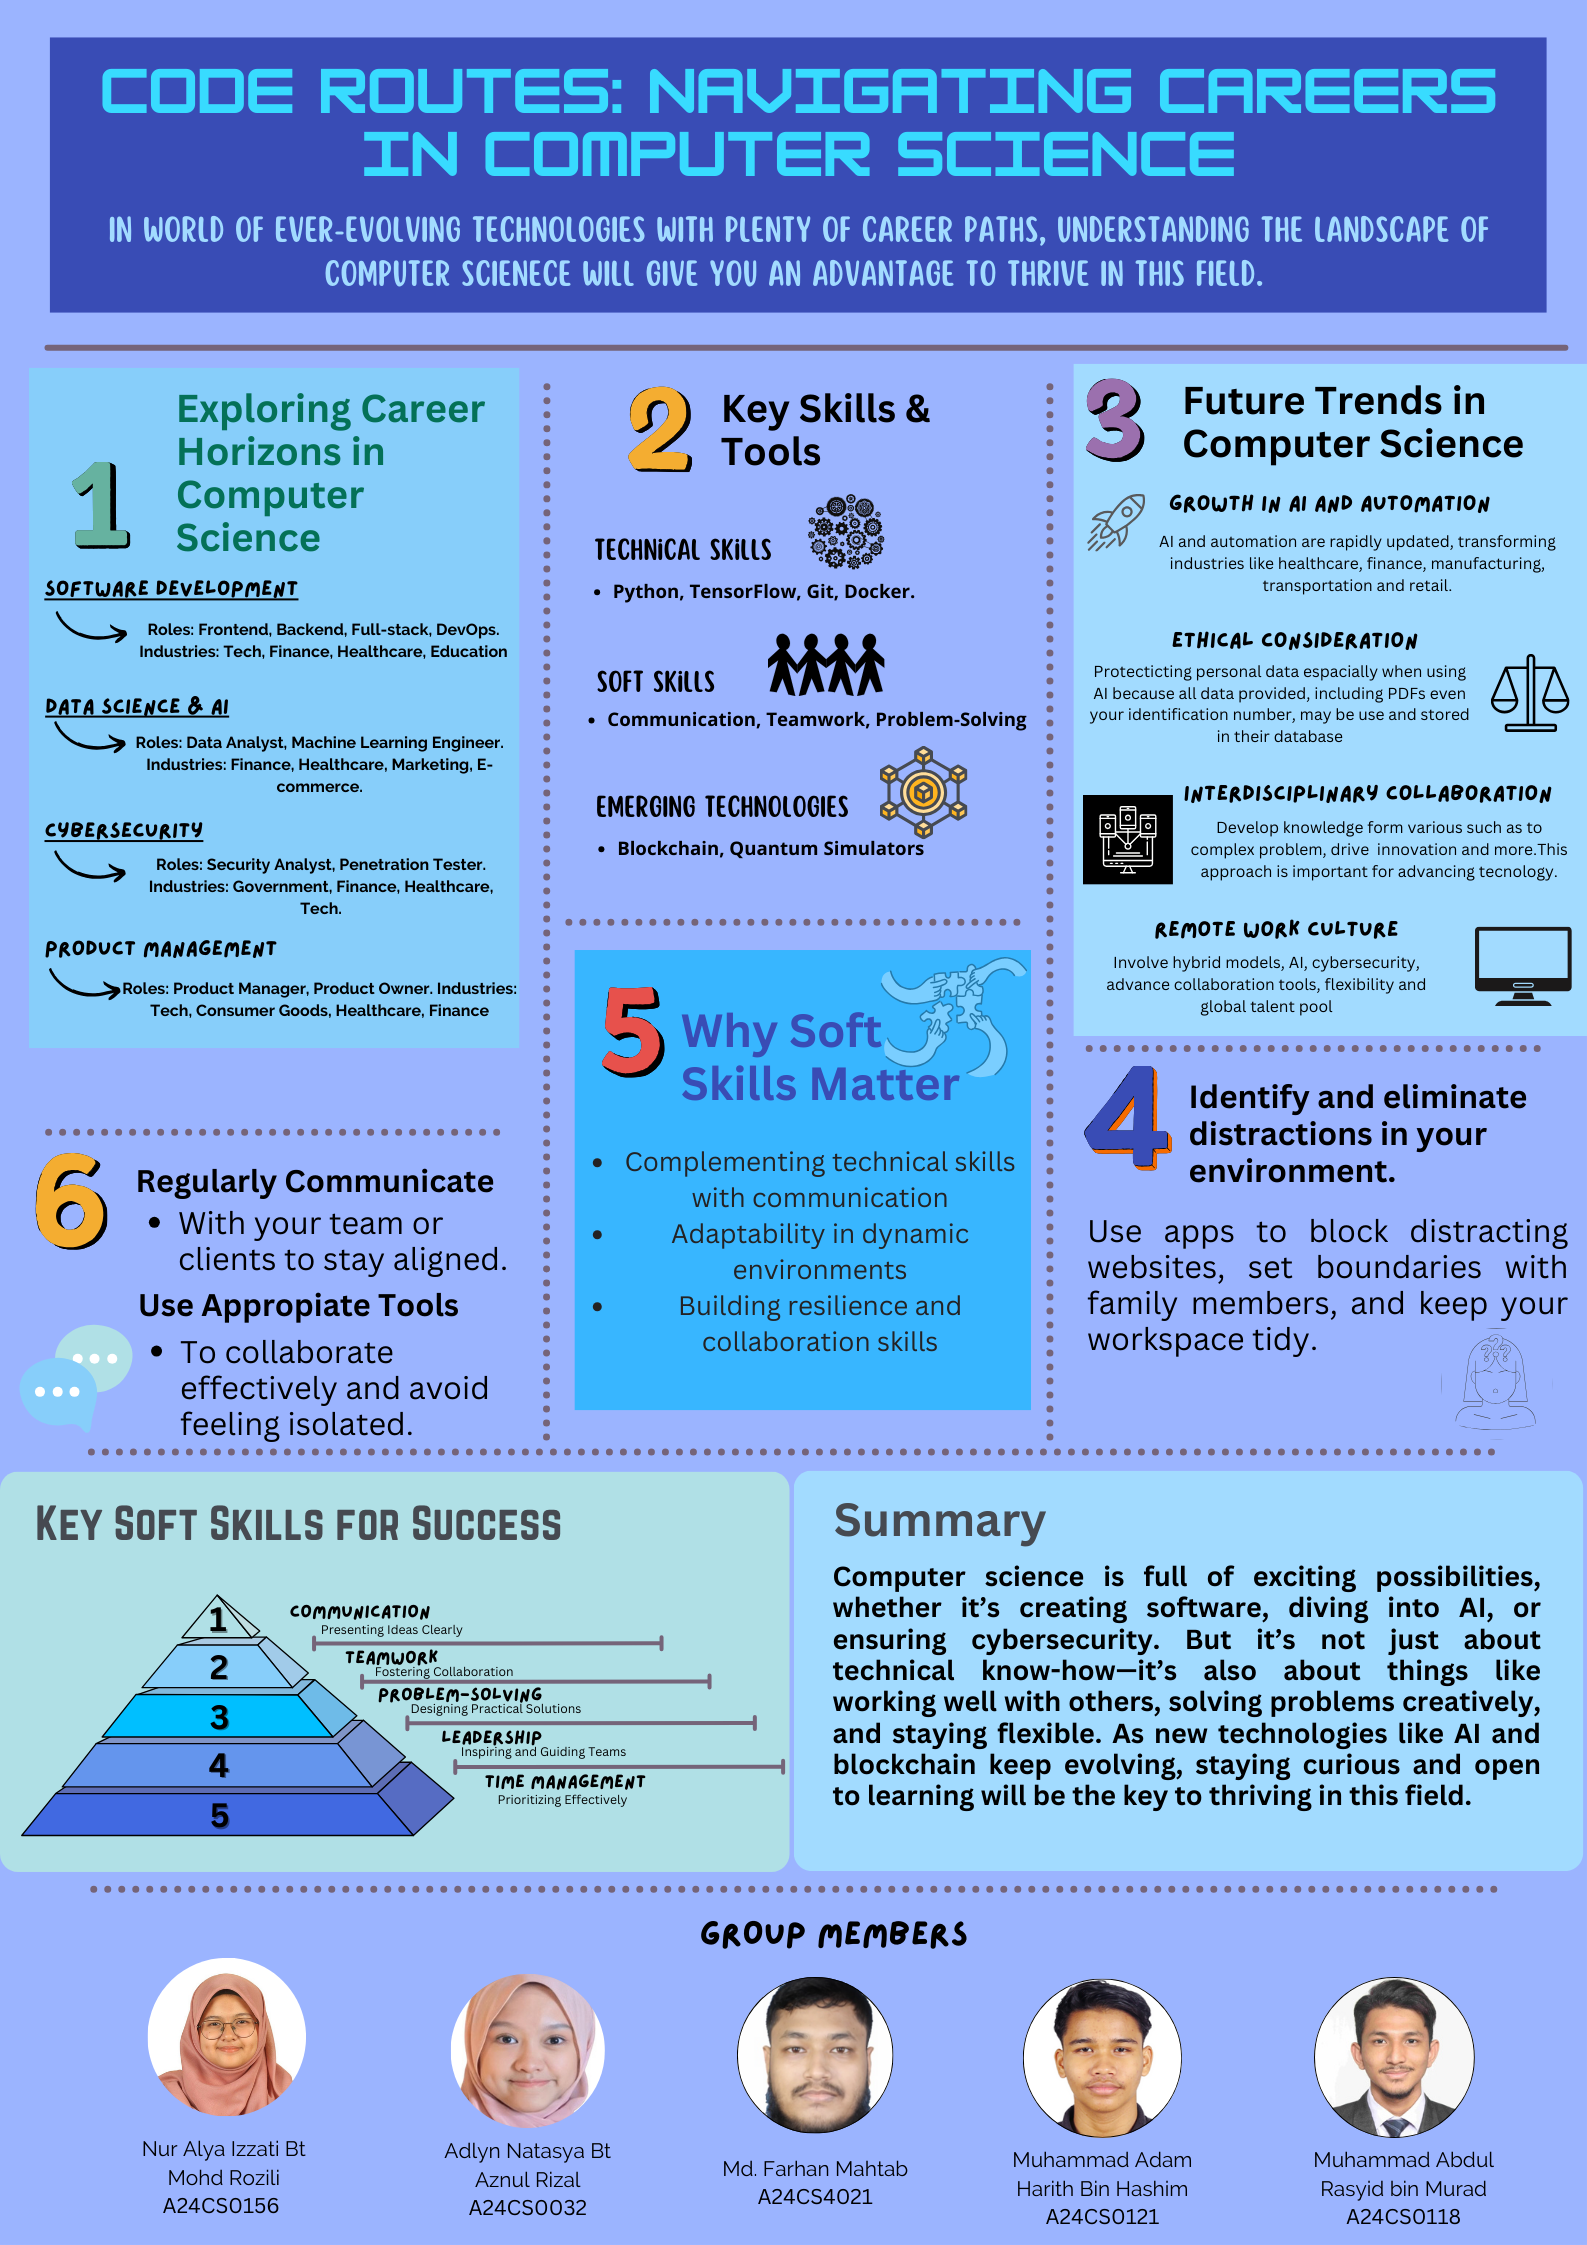 CODE ROUTES: NAVIGATING CAREERS
IN COMPUTER SCIENCE
IN WORLD OF EVER-EVOLVING TECHNOLOGIES WITH PLENTY OF CAREER PATHS, UNDERSTANDING THE LANDSCAPE OF
COMPUTER SCIENECE WILL GIVE YOU AN ADVANTAGE TO THRIVE IN THIS FIELD.
1
Exploring Career
Horizons in
Computer
Science
SOFTWARE DEVELOPMENT
Roles: Frontend, Backend, Full-stack, DevOps.
Industries: Tech, Finance, Healthcare, Education
DATA SCIENCE & AI
Roles: Data Analyst, Machine Learning Engineer.
Industries: Finance, Healthcare, Marketing, E-
commerce.
CYBERSECURITY
Roles: Security Analyst, Penetration Tester.
Industries: Government, Finance, Healthcare,
Tech.
PRODUCT MANAGEMENT
Roles: Product Manager, Product Owner. Industries:
Tech, Consumer Goods, Healthcare, Finance
2
Key Skills &
Tools
TECHNICAL SKILLS
• Python, TensorFlow, Git, Docker.
SOFT SKILLS
• Communication, Teamwork, Problem-Solving
EMERGING TECHNOLOGIES
• Blockchain, Quantum Simulators
3
Future Trends in
Computer Science
GROWTH IN AI AND AUTOMATION
AI and automation are rapidly updated, transforming
industries like healthcare, finance, manufacturing,
transportation and retail.
ETHICAL CONSIDERATION
Protecticting personal data espacially when using
AI because all data provided, including PDFs even
your identification number, may be use and stored
in their database
INTERDISCIPLINARY COLLABORATION
Develop knowledge form various such as to
complex problem, drive innovation and more.This
approach is important for advancing tecnology.
REMOTE WORK CULTURE
Involve hybrid models, AI, cybersecurity,
advance collaboration tools, flexibility and
global talent pool
4
Identify and eliminate
distractions in your
environment.
Use apps to block distracting
websites, set boundaries with
family members, and keep your
workspace tidy.
???
5
Why Soft
Skills Matter
• Complementing technical skills
with communication
• Adaptability in dynamic
environments
• Building resilience and
collaboration skills
6
Regularly Communicate
• With your team or
clients to stay aligned.
Use Appropiate Tools
• To collaborate
effectively and avoid
feeling isolated.
KEY SOFT SKILLS FOR SUCCESS
1
COMMUNICATION
Presenting Ideas Clearly
2
TEAMWORK
Fostering Collaboration
3
PROBLEM-SOLVING
Designing Practical Solutions
4
LEADERSHIP
Inspiring and Guiding Teams
5
TIME MANAGEMENT
Prioritizing Effectively
Summary
Computer science is full of exciting possibilities,
whether it’s creating software, diving into AI, or
ensuring cybersecurity. But it’s not just about
technical know-how—it’s also about things like
working well with others, solving problems creatively,
and staying flexible. As new technologies like AI and
blockchain keep evolving, staying curious and open
to learning will be the key to thriving in this field.
GROUP MEMBERS
Nur Alya Izzati Bt
Mohd Rozili
A24CS0156
Adlyn Natasya Bt
Aznul Rizal
A24CS0032
Md. Farhan Mahtab
A24CS4021
Muhammad Adam
Harith Bin Hashim
A24CS0121
Muhammad Abdul
Rasyid bin Murad
A24CS0118